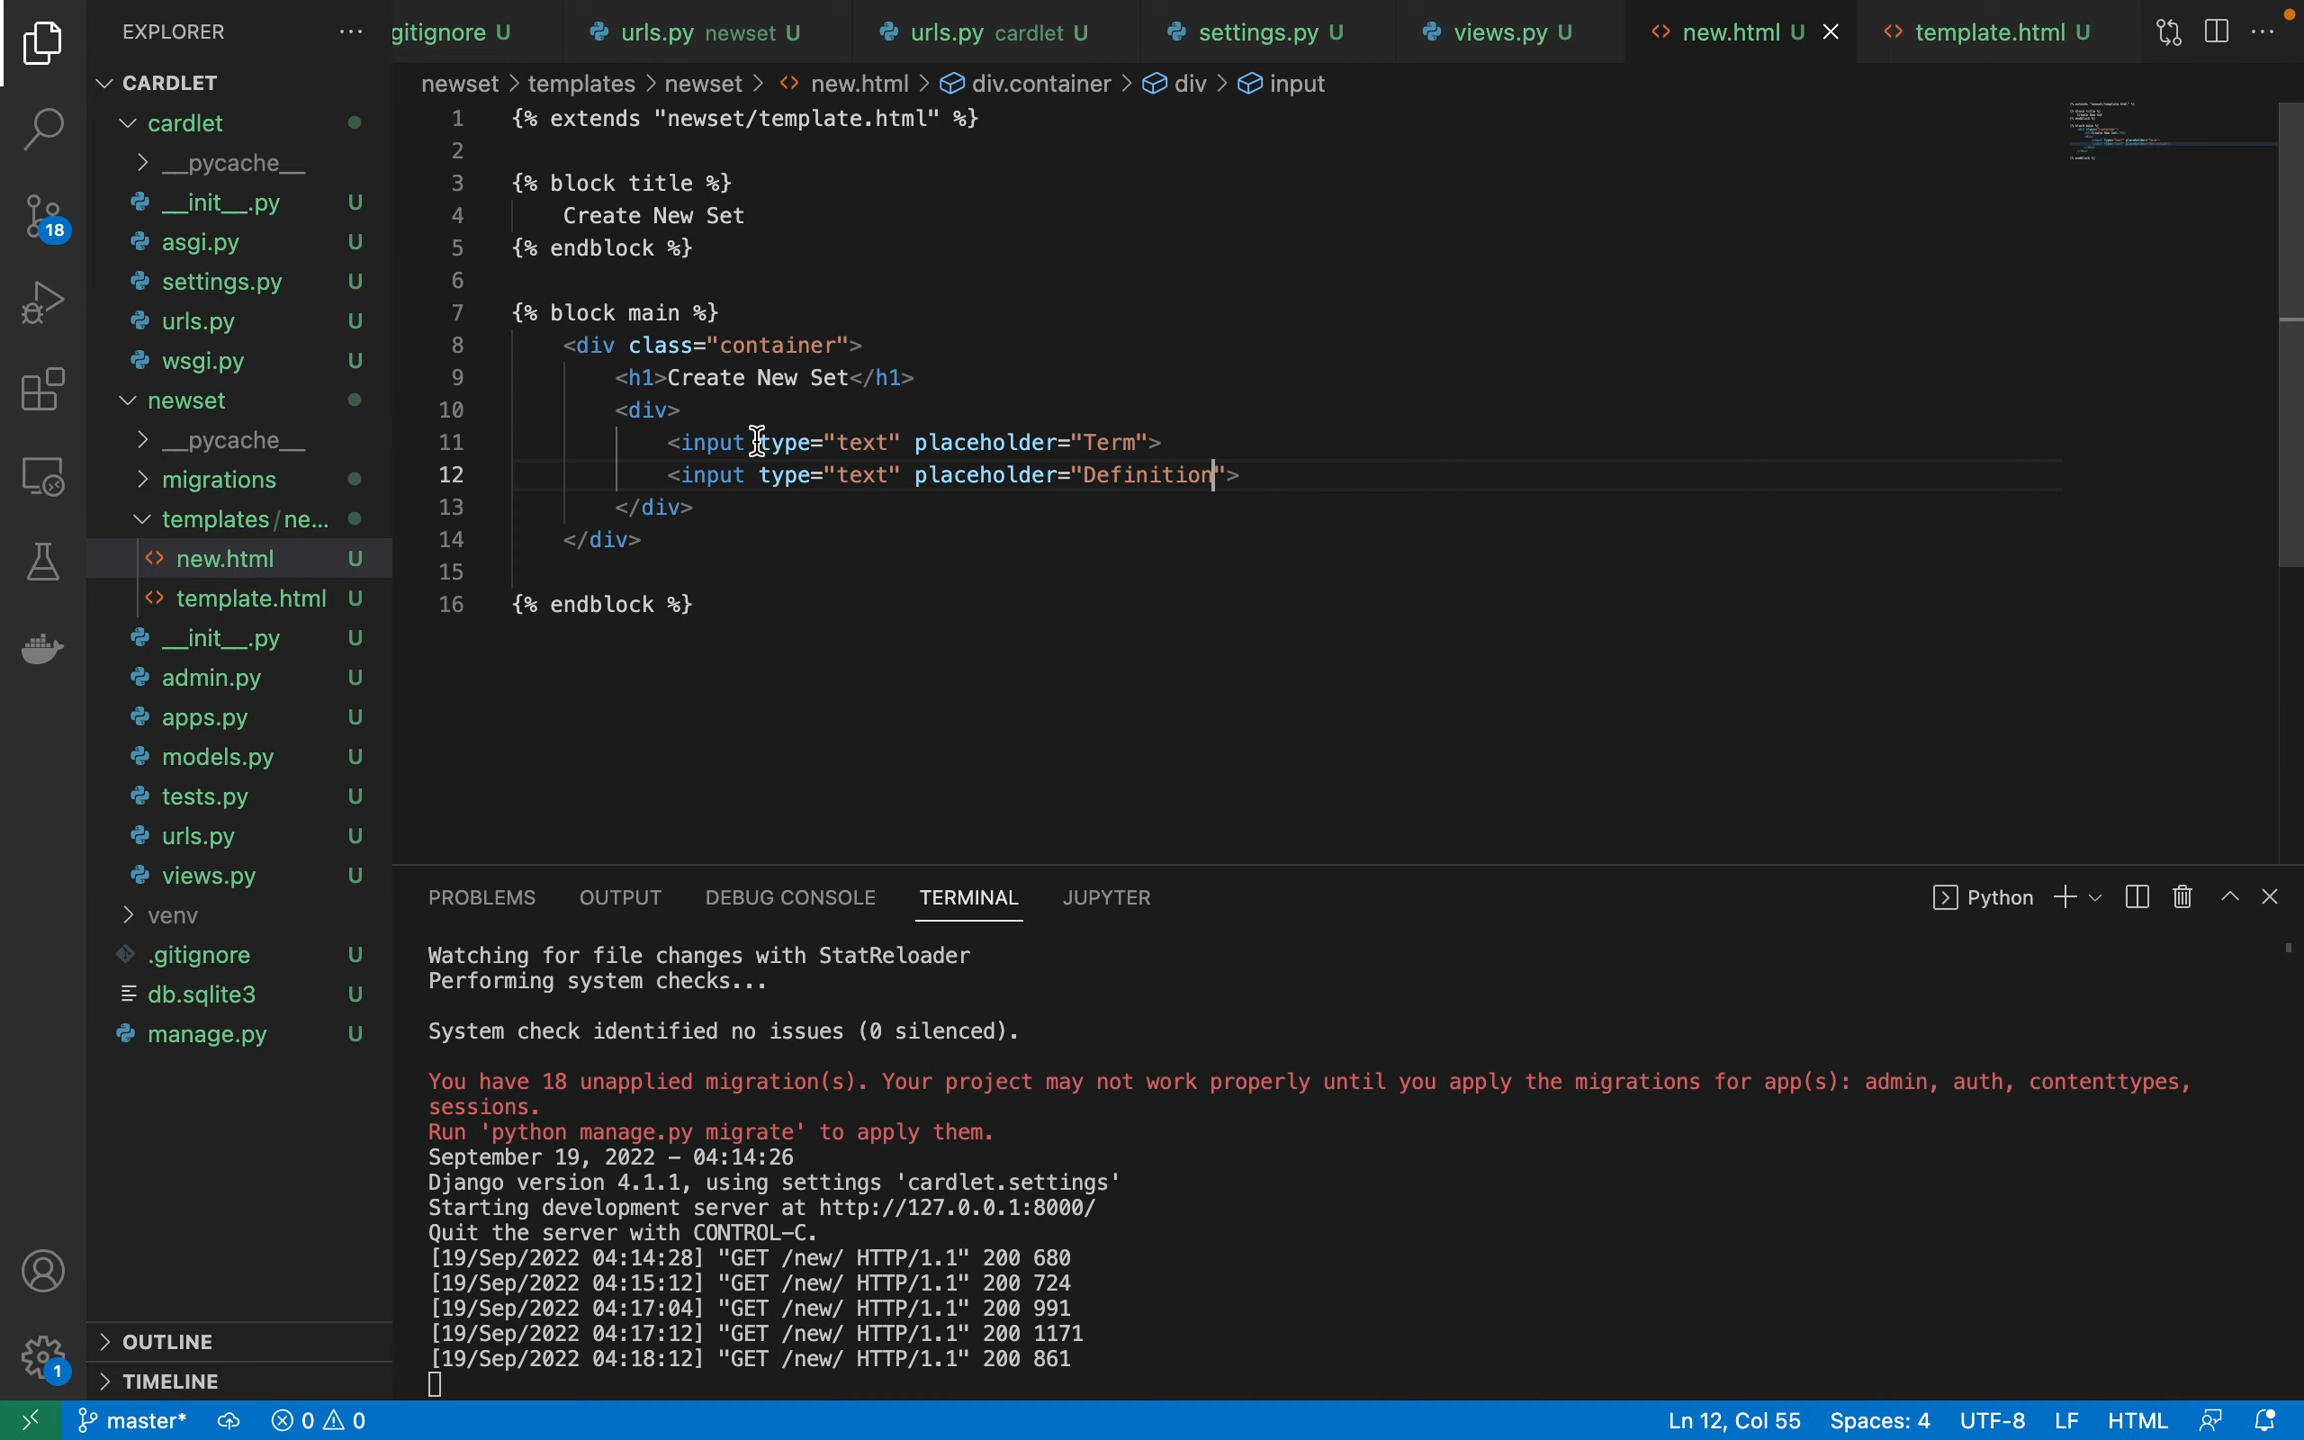 EXPLORER
gitignore U
urls.py newset U
urls.py cardlet U
settings.py U
views.py U
new.html U
template.html U
CARDLET
newset > templates > newset > new.html > div.container > div > input
cardlet
__pycache__
__init__.py U
asgi.py U
settings.py U
urls.py U
wsgi.py U
newset
__pycache__
migrations
templates/ne...
new.html U
template.html U
__init__.py U
admin.py U
apps.py U
models.py U
tests.py U
urls.py U
views.py U
venv
.gitignore U
db.sqlite3 U
manage.py U
OUTLINE
TIMELINE
18
1
1 {% extends "newset/template.html" %}
2
3 {% block title %}
4 Create New Set
5 {% endblock %}
6
7 {% block main %}
8 <div class="container">
9 <h1>Create New Set</h1>
10 <div>
11 <input type="text" placeholder="Term">
12 <input type="text" placeholder="Definition">
13 </div>
14 </div>
15
16 {% endblock %}
PROBLEMS OUTPUT DEBUG CONSOLE TERMINAL JUPYTER
Python
Watching for file changes with StatReloader
Performing system checks...
System check identified no issues (0 silenced).
You have 18 unapplied migration(s). Your project may not work properly until you apply the migrations for app(s): admin, auth, contenttypes,
sessions.
Run 'python manage.py migrate' to apply them.
September 19, 2022 - 04:14:26
Django version 4.1.1, using settings 'cardlet.settings'
Starting development server at http://127.0.0.1:8000/
Quit the server with CONTROL-C.
[19/Sep/2022 04:14:28] "GET /new/ HTTP/1.1" 200 680
[19/Sep/2022 04:15:12] "GET /new/ HTTP/1.1" 200 724
[19/Sep/2022 04:17:04] "GET /new/ HTTP/1.1" 200 991
[19/Sep/2022 04:17:12] "GET /new/ HTTP/1.1" 200 1171
[19/Sep/2022 04:18:12] "GET /new/ HTTP/1.1" 200 861
master* 0 0 Ln 12, Col 55 Spaces: 4 UTF-8 LF HTML